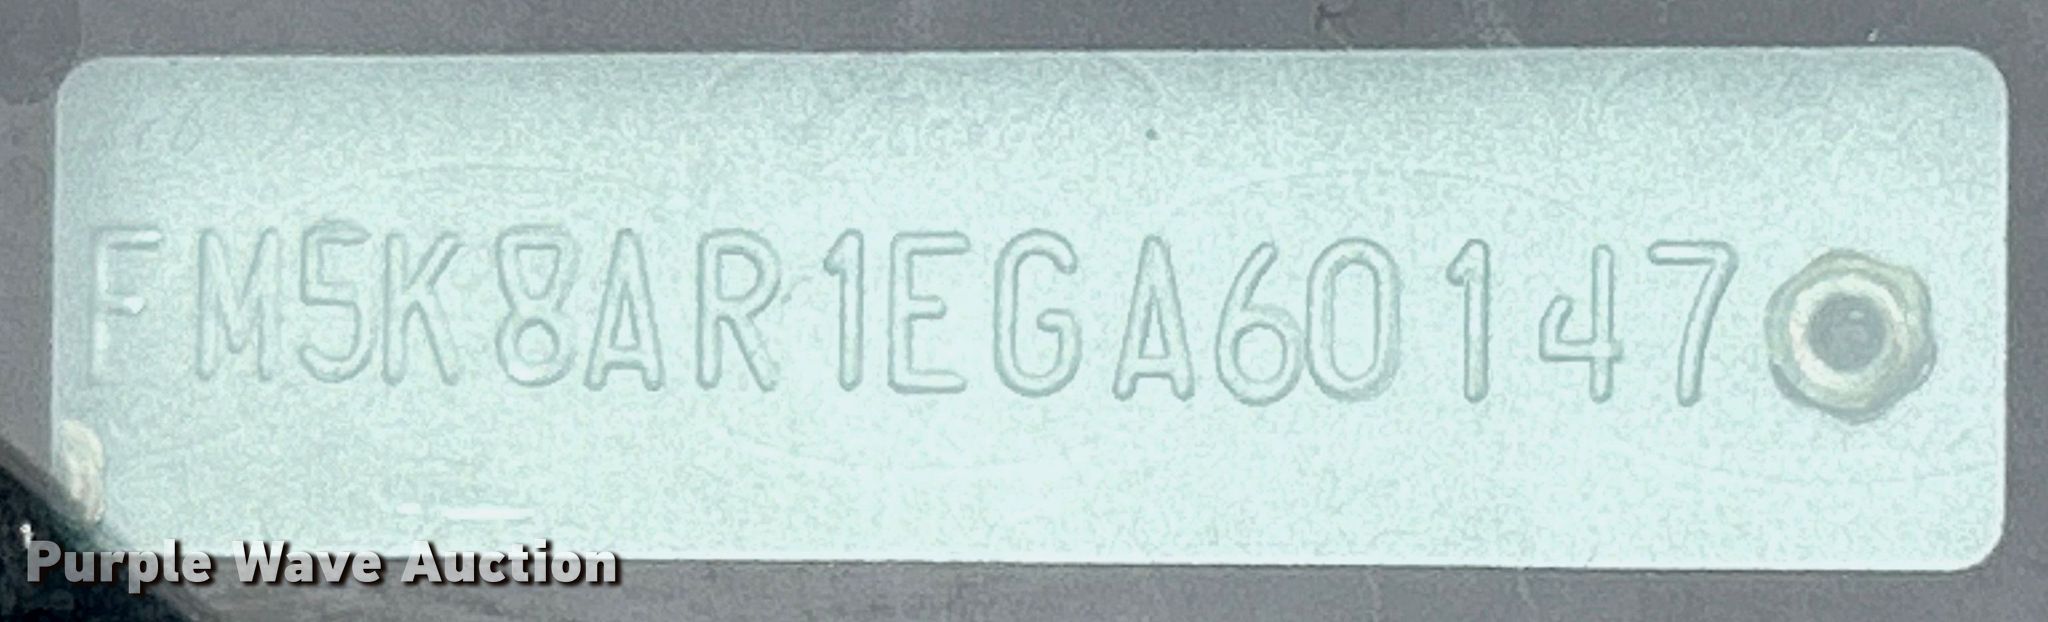 FM5K8AR1EGA60147
Purple Wave Auction